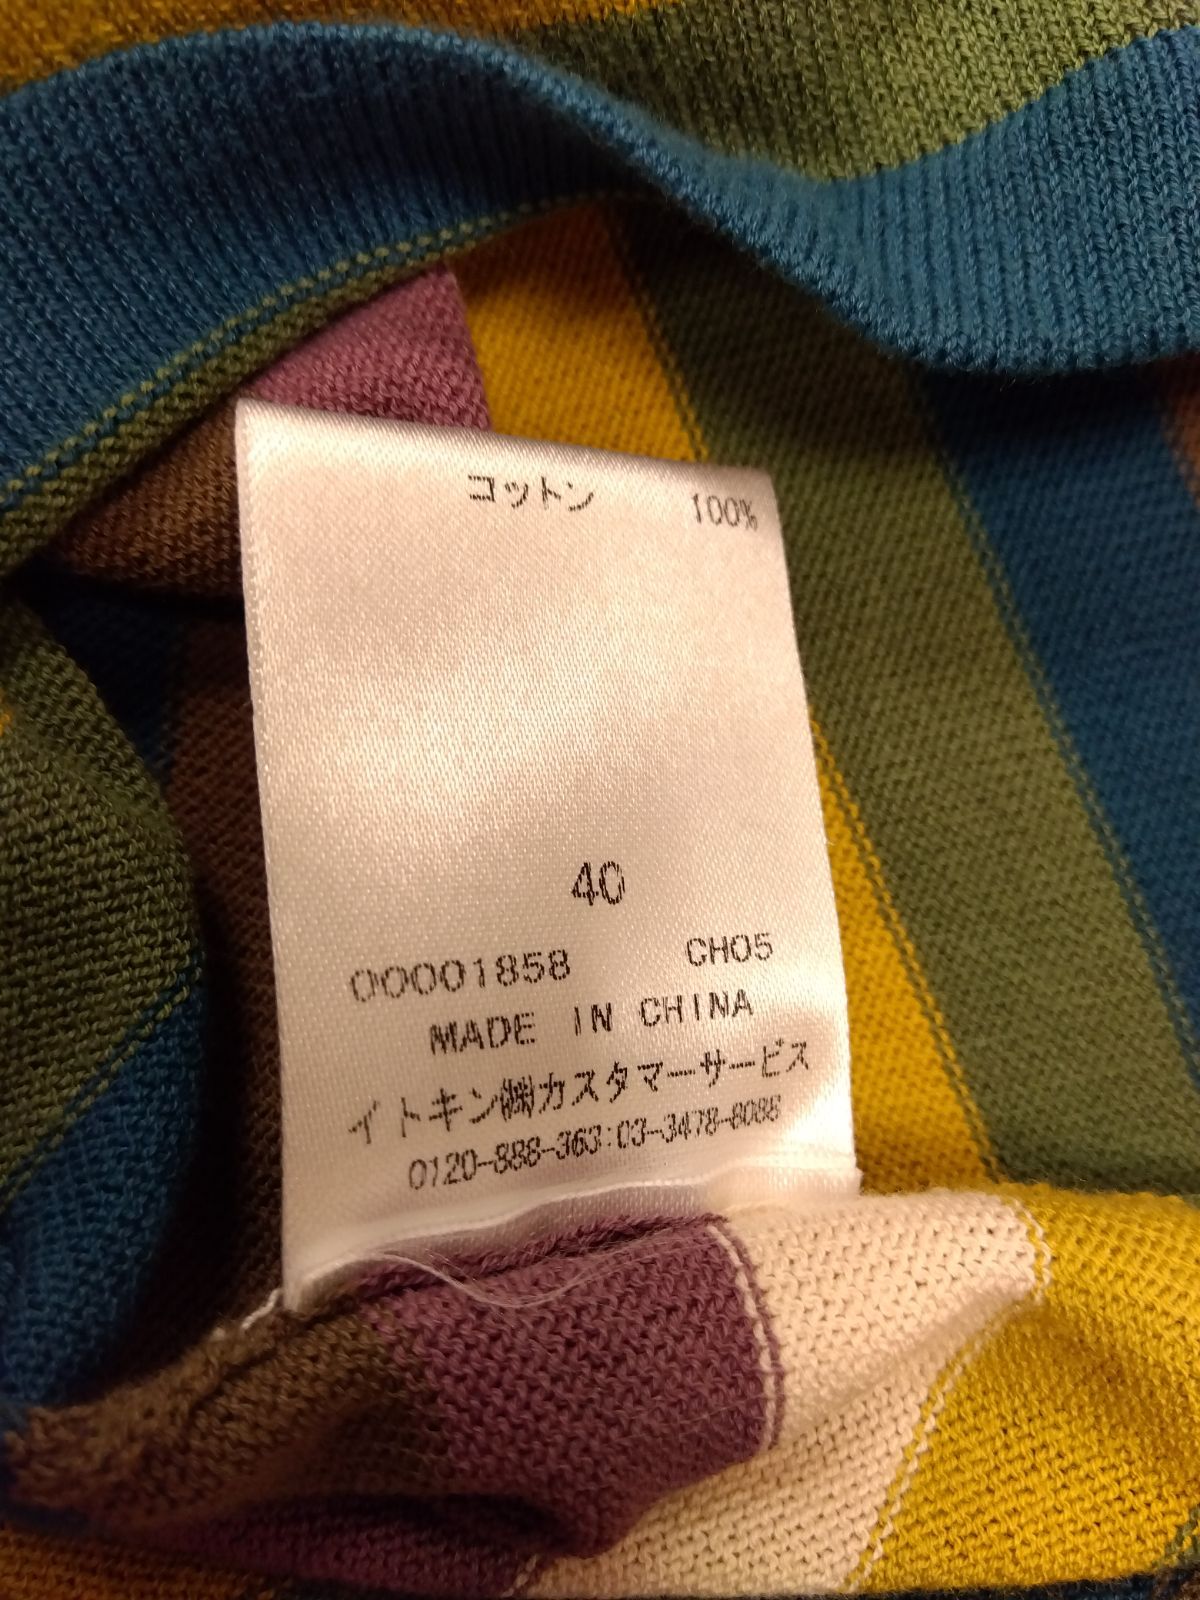 コットン 100%
40
00001858 CH05
MADE IN CHINA
イトキン㈱カスタマーサービス
0120-888-363:03-3478-8088